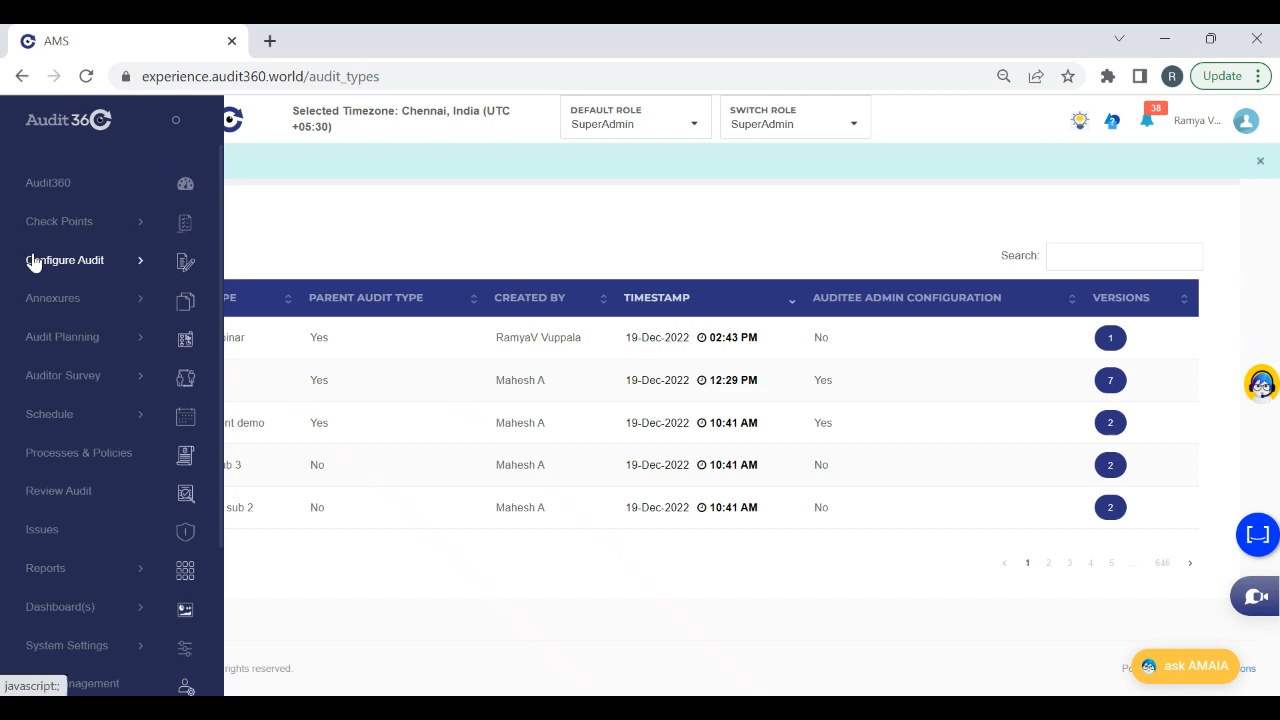 AMS
experience.audit360.world/audit_types
R
Update
Audit36
Selected Timezone: Chennai, India (UTC
+05:30)
DEFAULT ROLE
SuperAdmin
SWITCH ROLE
SuperAdmin
38
Ramya V...
Audit360
Check Points
Configure Audit
Annexures
Audit Planning
Auditor Survey
Schedule
Processes & Policies
Review Audit
Issues
Reports
Dashboard(s)
System Settings
javascript:;
Search:
PARENT AUDIT TYPE CREATED BY TIMESTAMP AUDITEE ADMIN CONFIGURATION VERSIONS
Yes RamyaV Vuppala 19-Dec-2022 02:43 PM No 1
Yes Mahesh A 19-Dec-2022 12:29 PM Yes 7
demo Yes Mahesh A 19-Dec-2022 10:41 AM Yes 2
3 No Mahesh A 19-Dec-2022 10:41 AM No 2
sub 2 No Mahesh A 19-Dec-2022 10:41 AM No 2
‹ 1 2 3 4 5 ... 646 ›
rights reserved.
ask AMAIA